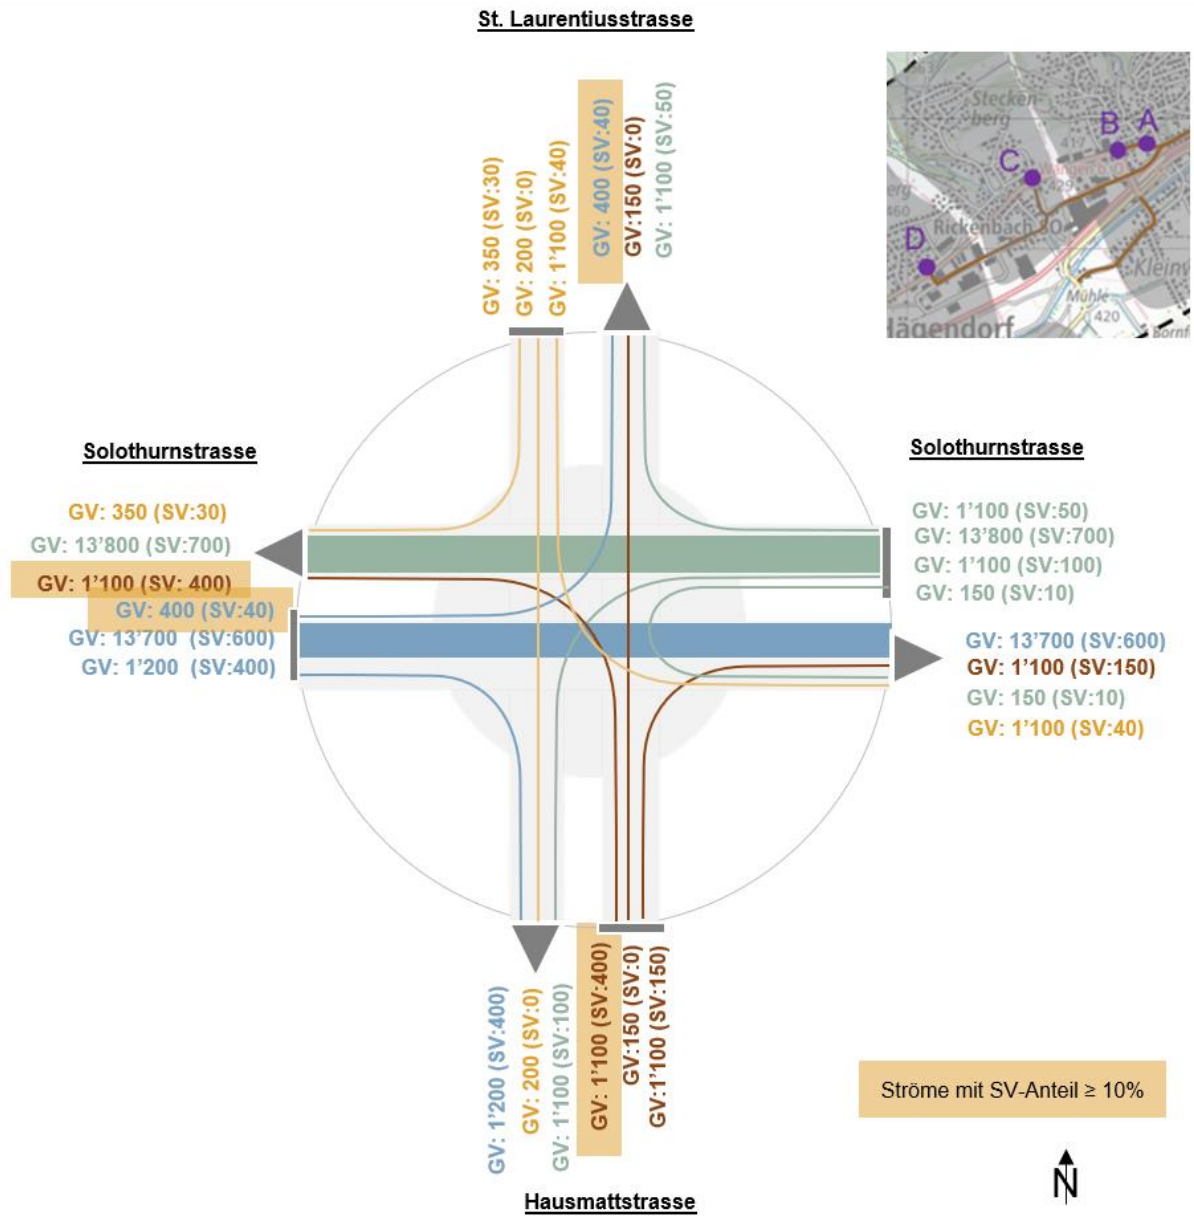 St. Laurentiusstrasse
GV: 350 (SV:30)
GV: 200 (SV:0)
GV: 1'100 (SV:40)
GV: 400 (SV:40)
GV:150 (SV:0)
GV: 1'100 (SV:50)
Stecken-
berg
417
B
A
C
429
D
460
Rickenbach SO
Mühle
420
Hägendorf
Solothurnstrasse
GV: 350 (SV:30)
GV: 13'800 (SV:700)
GV: 1'100 (SV: 400)
GV: 400 (SV:40)
GV: 13'700 (SV:600)
GV: 1'200 (SV:400)
Solothurnstrasse
GV: 1'100 (SV:50)
GV: 13'800 (SV:700)
GV: 1'100 (SV:100)
GV: 150 (SV:10)
GV: 13'700 (SV:600)
GV: 1'100 (SV:150)
GV: 150 (SV:10)
GV: 1'100 (SV:40)
GV: 1'200 (SV:400)
GV: 200 (SV:0)
GV: 1'100 (SV:100)
GV: 1'100 (SV:400)
GV:150 (SV:0)
GV:1'100 (SV:150)
Hausmattstrasse
Ströme mit SV-Anteil ≥ 10%
N